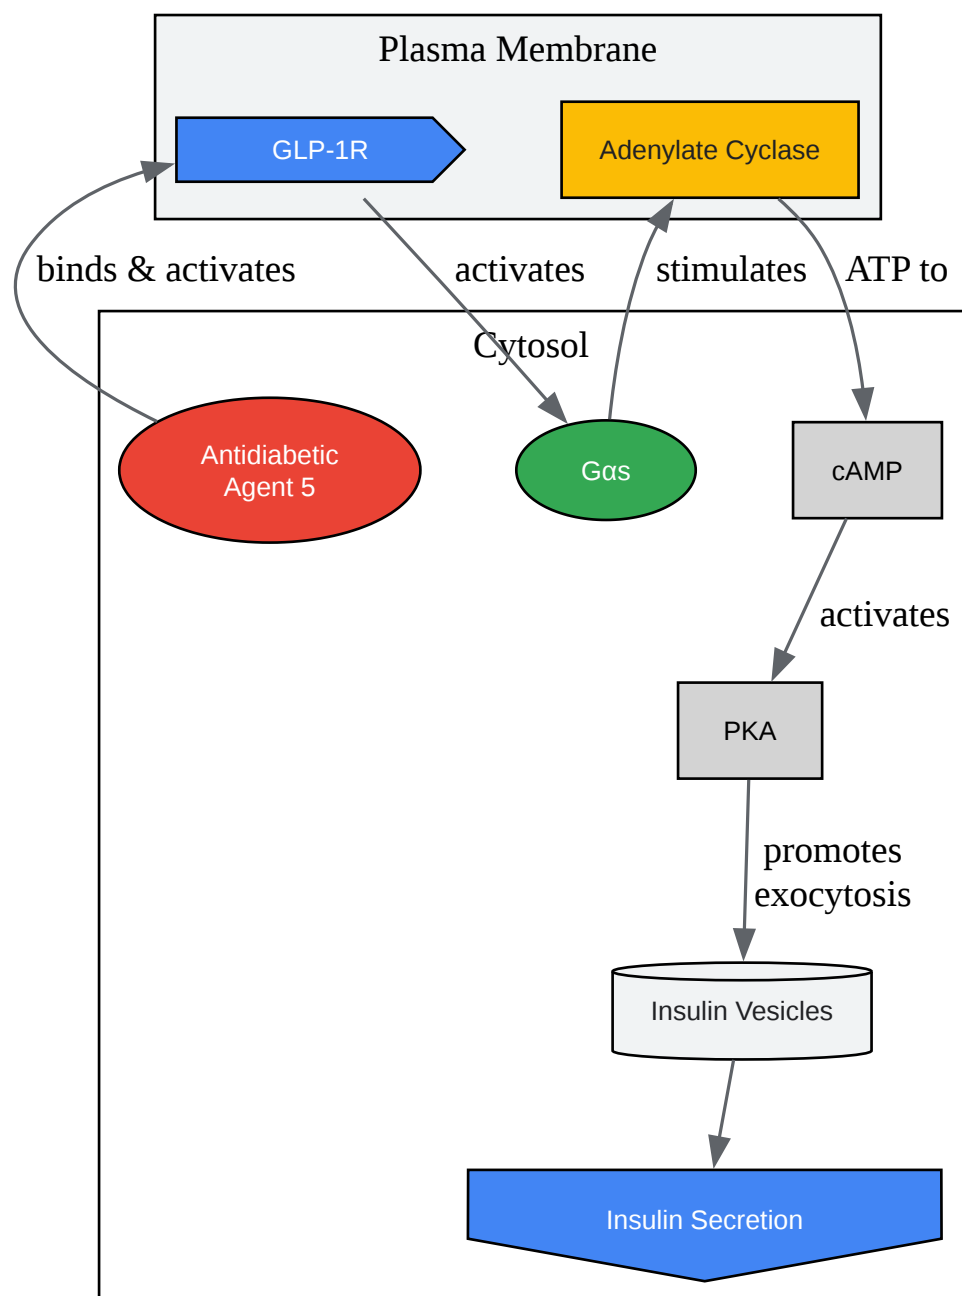 Plasma Membrane
GLP-1R
Adenylate Cyclase
binds & activates
activates
stimulates
ATP to
Cytosol
Antidiabetic
Agent 5
Gαs
cAMP
activates
PKA
promotes
exocytosis
Insulin Vesicles
Insulin Secretion